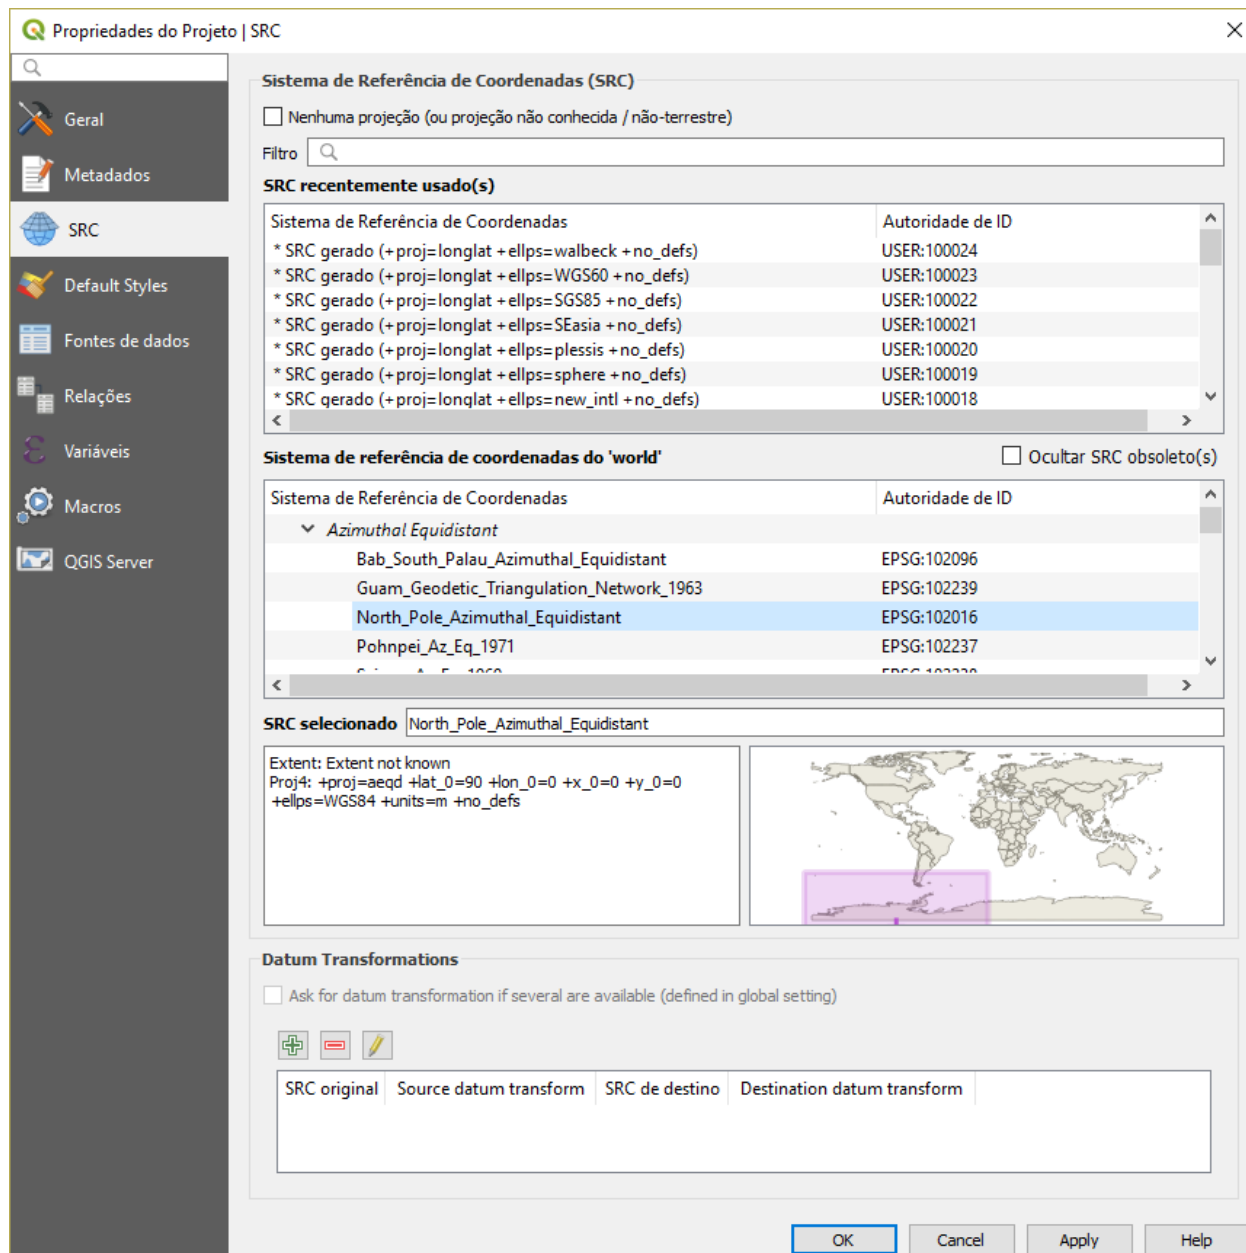 Propriedades do Projeto | SRC
Geral
Metadados
SRC
Default Styles
Fontes de dados
Relações
Variáveis
Macros
QGIS Server
Sistema de Referência de Coordenadas (SRC)
Nenhuma projeção (ou projeção não conhecida / não-terrestre)
Filtro
SRC recentemente usado(s)
Sistema de Referência de Coordenadas Autoridade de ID
* SRC gerado (+proj=longlat +ellps=walbeck +no_defs) USER:100024
* SRC gerado (+proj=longlat +ellps=WGS60 +no_defs) USER:100023
* SRC gerado (+proj=longlat +ellps=SGS85 +no_defs) USER:100022
* SRC gerado (+proj=longlat +ellps=SEasia +no_defs) USER:100021
* SRC gerado (+proj=longlat +ellps=plessis +no_defs) USER:100020
* SRC gerado (+proj=longlat +ellps=sphere +no_defs) USER:100019
* SRC gerado (+proj=longlat +ellps=new_intl +no_defs) USER:100018
Sistema de referência de coordenadas do 'world' Ocultar SRC obsoleto(s)
Sistema de Referência de Coordenadas Autoridade de ID
Azimuthal Equidistant
Bab_South_Palau_Azimuthal_Equidistant EPSG:102096
Guam_Geodetic_Triangulation_Network_1963 EPSG:102239
North_Pole_Azimuthal_Equidistant EPSG:102016
Pohnpei_Az_Eq_1971 EPSG:102237
SRC selecionado North_Pole_Azimuthal_Equidistant
Extent: Extent not known
Proj4: +proj=aeqd +lat_0=90 +lon_0=0 +x_0=0 +y_0=0
+ellps=WGS84 +units=m +no_defs
Datum Transformations
Ask for datum transformation if several are available (defined in global setting)
SRC original Source datum transform SRC de destino Destination datum transform
OK Cancel Apply Help